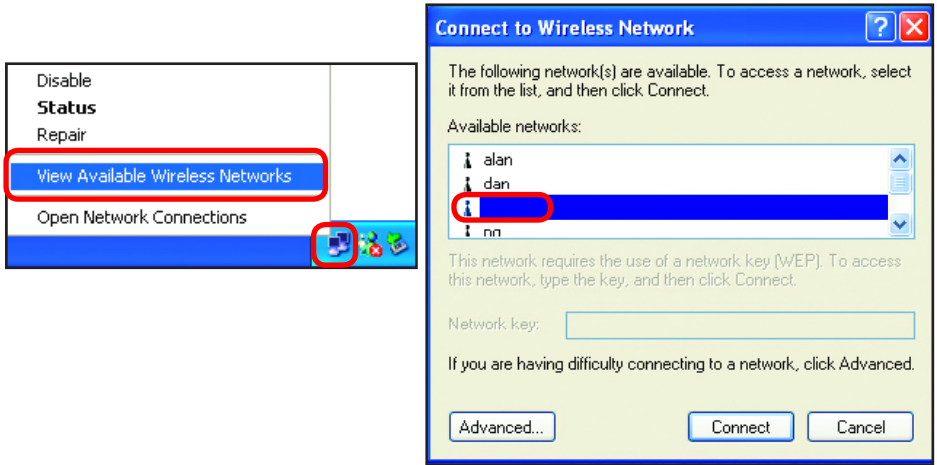 Disable
Status
Repair
View Available Wireless Networks
Open Network Connections
Connect to Wireless Network
The following network(s) are available. To access a network, select
it from the list, and then click Connect.
Available networks:
alan
dan
This network requires the use of a network key (WEP). To access
this network, type the key, and then click Connect.
Network key:
If you are having difficulty connecting to a network, click Advanced.
Advanced...
Connect
Cancel